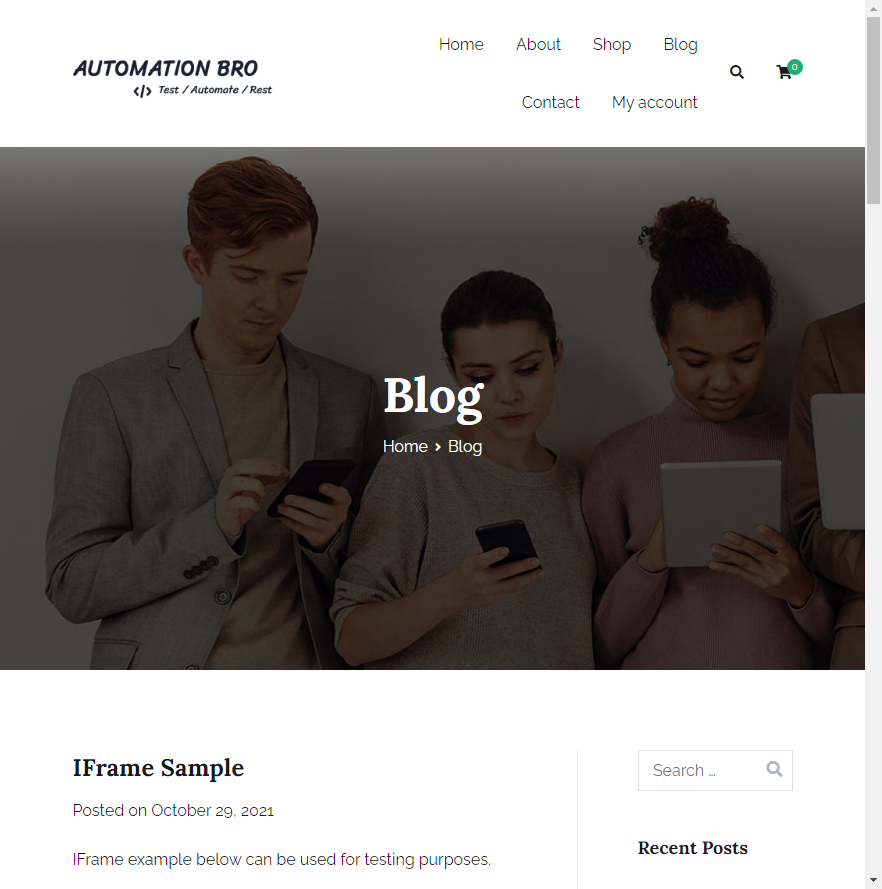 AUTOMATION BRO
</> Test / Automate / Rest
Home About Shop Blog
Contact My account
0
Blog
Home > Blog
IFrame Sample
Posted on October 29, 2021
IFrame example below can be used for testing purposes.
Search ...
Recent Posts